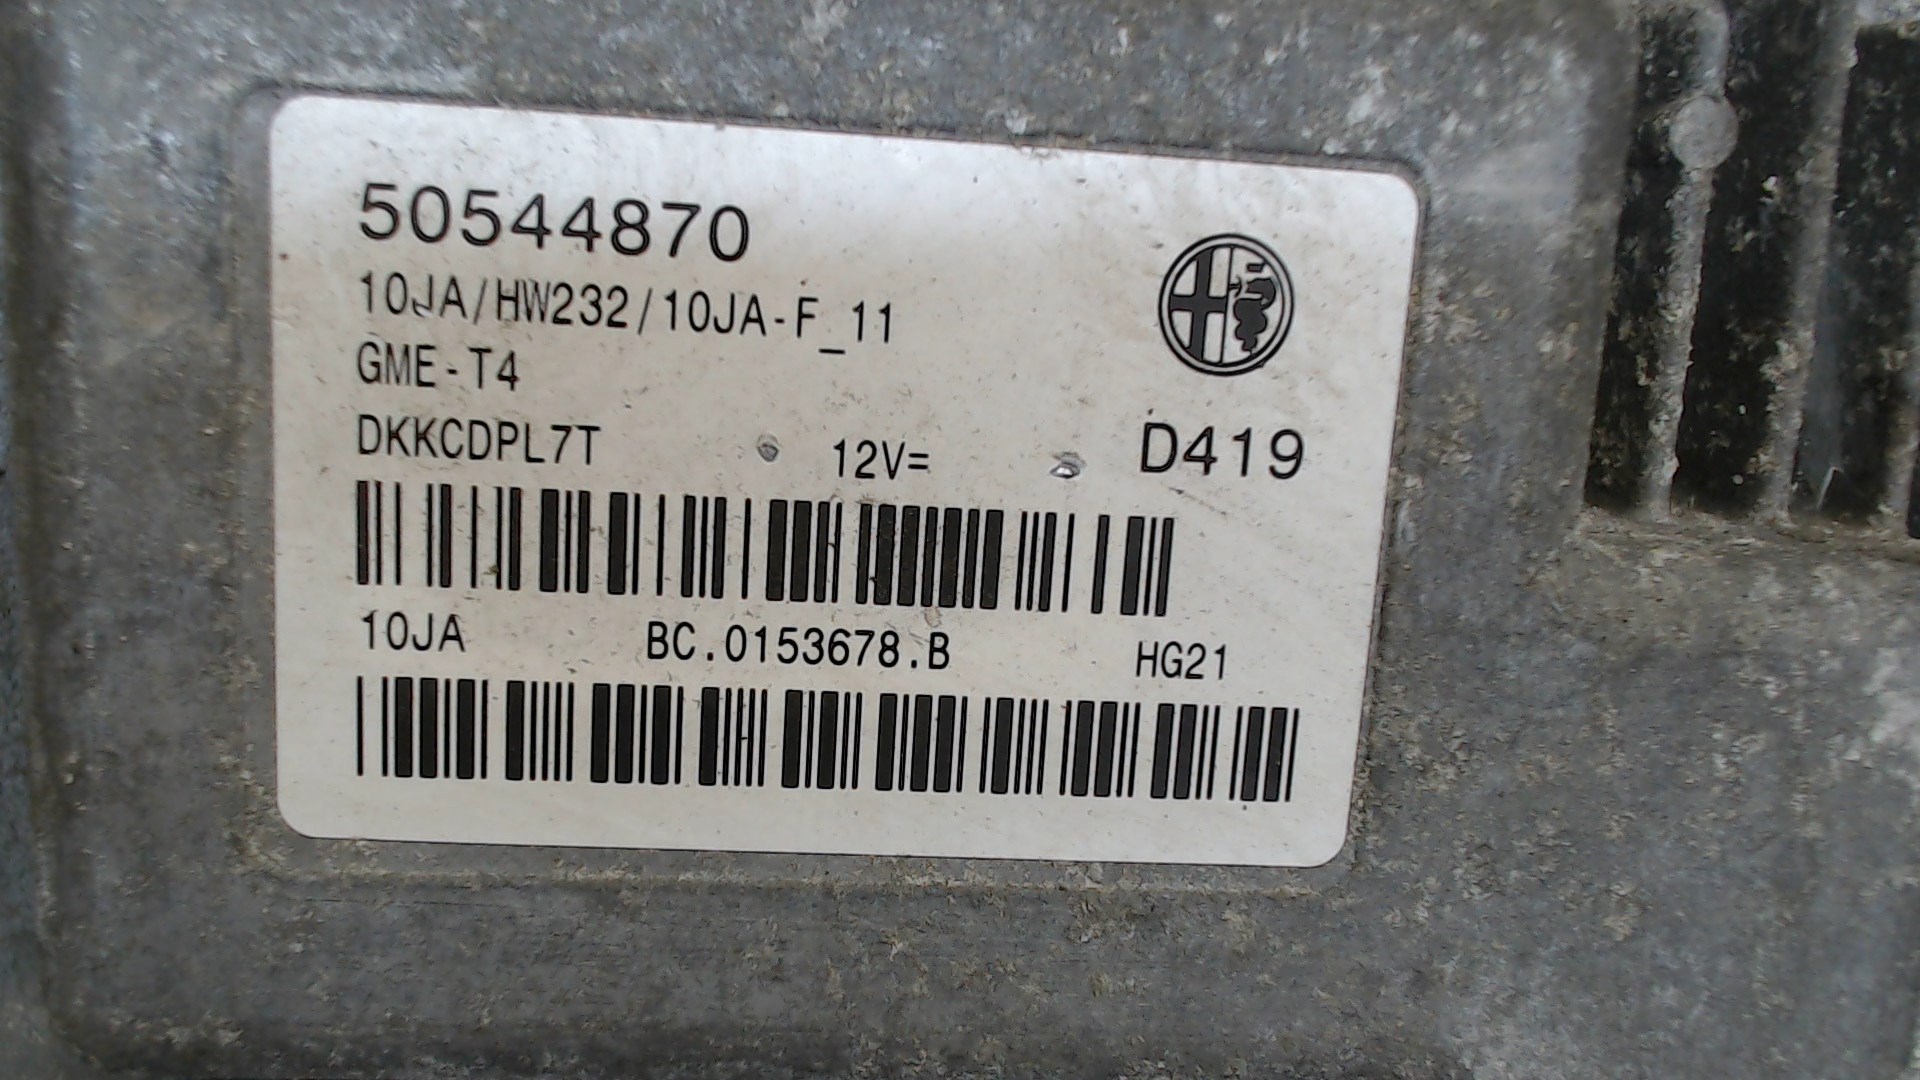 50544870
10JA/HW232/10JA-F_11
GME-T4
DKKCDPL7T 12V= D419
10JA BC.0153678.B HG21